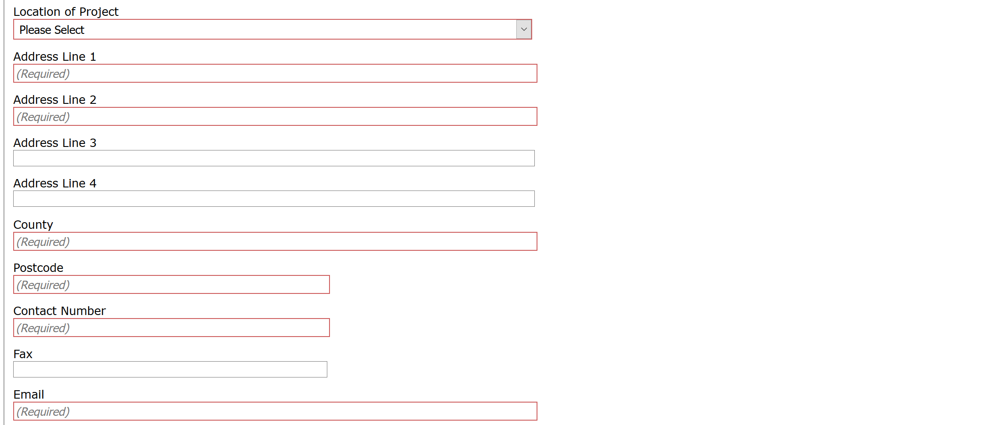 Location of Project
Please Select
Address Line 1
(Required)
Address Line 2
(Required)
Address Line 3
Address Line 4
County
(Required)
Postcode
(Required)
Contact Number
(Required)
Fax
Email
(Required)